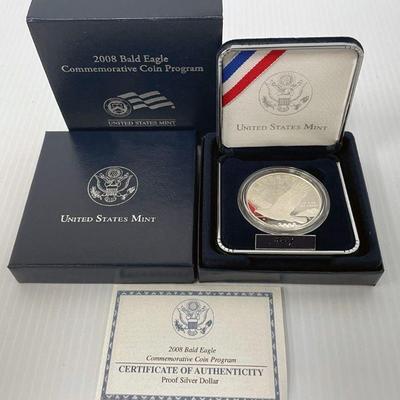 2008 Bald Eagle
Commemorative Coin Program
United States Mint
United States Mint
United States Mint
2008 Bald Eagle
Commemorative Coin Program
CERTIFICATE OF AUTHENTICITY
Proof Silver Dollar